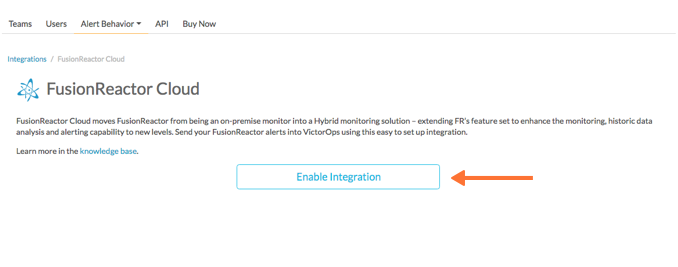 Teams Users Alert Behavior API Buy Now
Integrations / FusionReactor Cloud
FusionReactor Cloud
FusionReactor Cloud moves FusionReactor from being an on-premise monitor into a Hybrid monitoring solution – extending FR's feature set to enhance the monitoring, historic data
analysis and alerting capability to new levels. Send your FusionReactor alerts into VictorOps using this easy to set up integration.
Learn more in the knowledge base.
Enable Integration